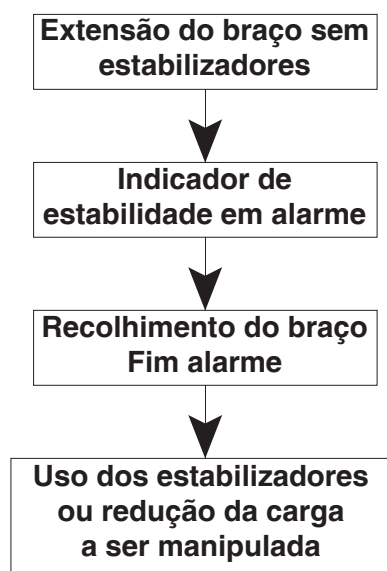 Extensão do braço sem
estabilizadores
Indicador de
estabilidade em alarme
Recolhimento do braço
Fim alarme
Uso dos estabilizadores
ou redução da carga
a ser manipulada